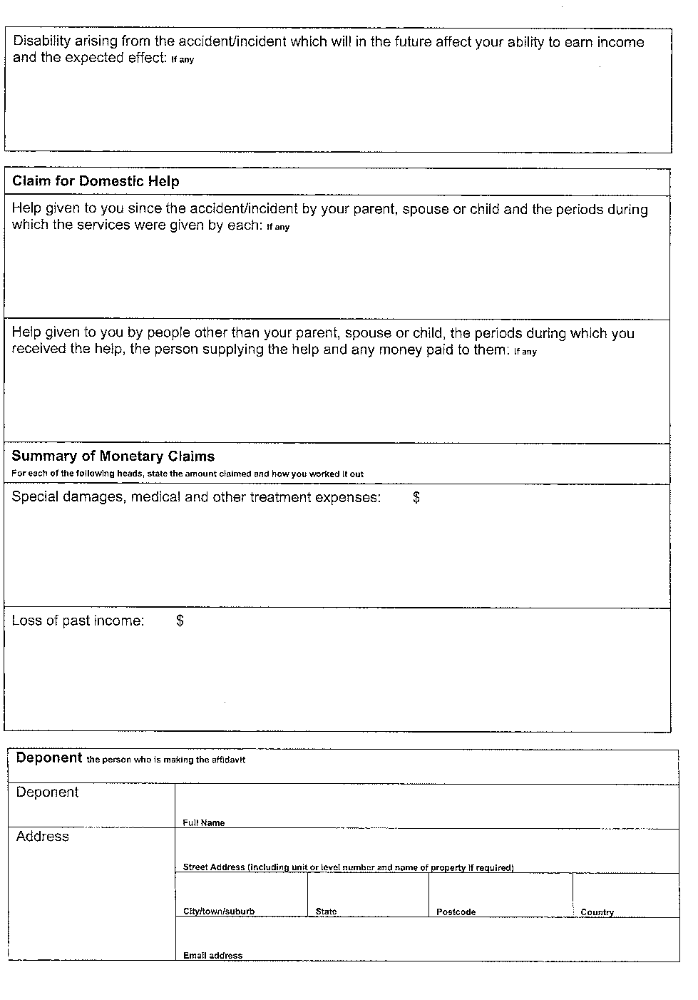 Disability arising from the accident/incident which will in the future affect your ability to earn income
and the expected effect: If any
Claim for Domestic Help
Help given to you since the accident/incident by your parent, spouse or child and the periods during
which the services were given by each: If any
Help given to you by people other than your parent, spouse or child, the periods during which you
received the help, the person supplying the help and any money paid to them: If any
Summary of Monetary Claims
For each of the following heads, state the amount claimed and how you worked it out
Special damages, medical and other treatment expenses: $
Loss of past income: $
Deponent the person who is making the affidavit
Deponent
Full Name
Address
Street Address (including unit or level number and name of property if required)
City/town/suburb State Postcode Country
Email address